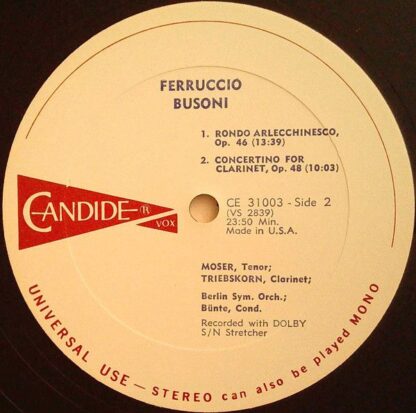 FERRUCCIO
BUSONI
1. RONDO ARLECCHINESCO,
Op. 46 (13:39)
2. CONCERTINO FOR
CLARINET, Op. 48 (10:03)
CANDIDE ®
VOX
CE 31003 - Side 2
(VS 2839)
23:50 Min.
Made in U.S.A.
MOSER, Tenor;
TRIEBSKORN, Clarinet;
Berlin Sym. Orch.;
Bünte, Cond.
Recorded with DOLBY
S/N Stretcher
UNIVERSAL USE — STEREO can also be played MONO